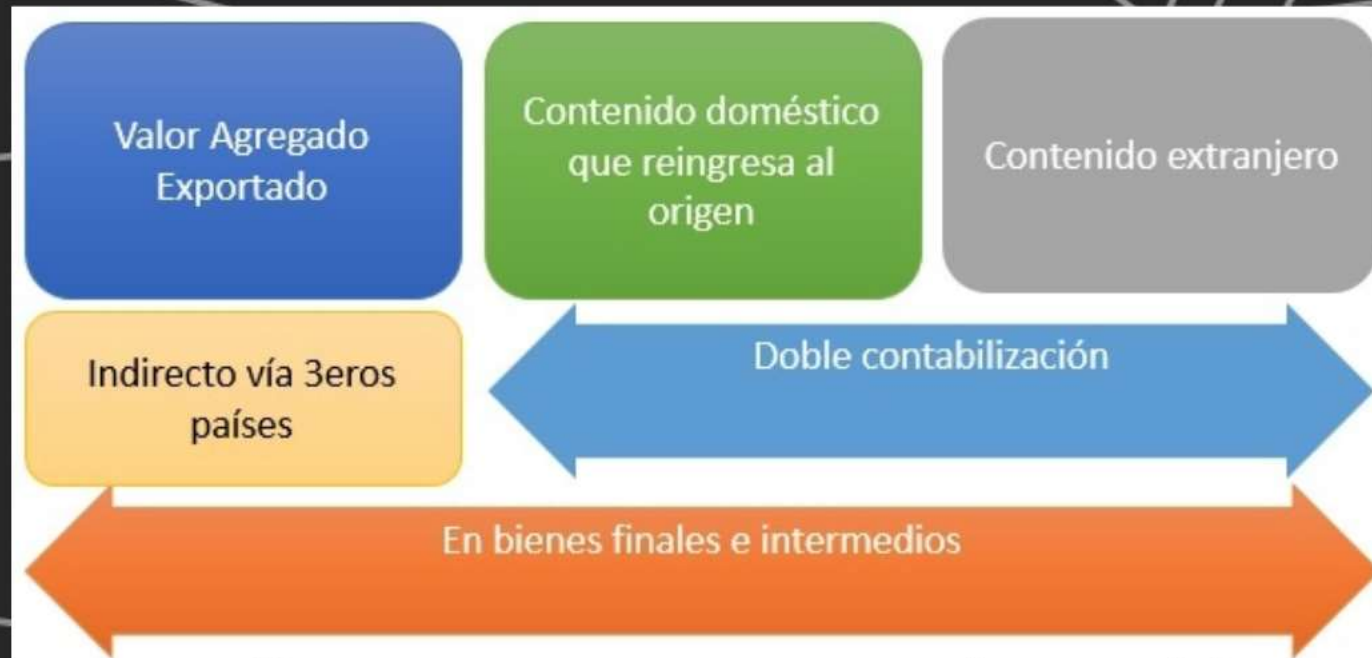 Valor Agregado
Exportado
Contenido doméstico
que reingresa al
origen
Contenido extranjero
Indirecto vía 3eros
países
Doble contabilización
En bienes finales e intermedios